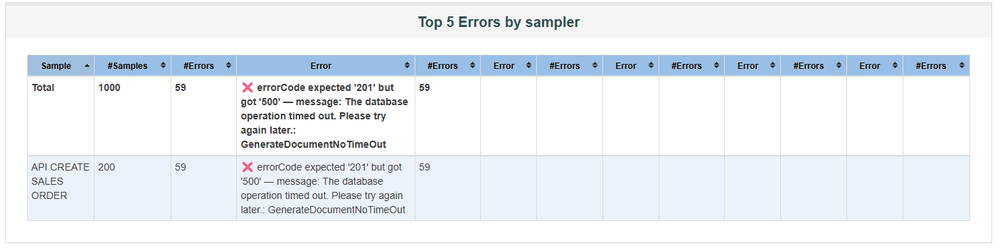 Top 5 Errors by sampler
Sample #Samples #Errors Error #Errors Error #Errors Error #Errors Error #Errors Error #Errors
Total 1000 59 ❌ errorCode expected '201' but 59
got '500' — message: The database
operation timed out. Please try
again later.:
GenerateDocumentNoTimeOut
API CREATE 200 59 ❌ errorCode expected '201' but got 59
SALES '500' — message: The database
ORDER operation timed out. Please try again
later.: GenerateDocumentNoTimeOut